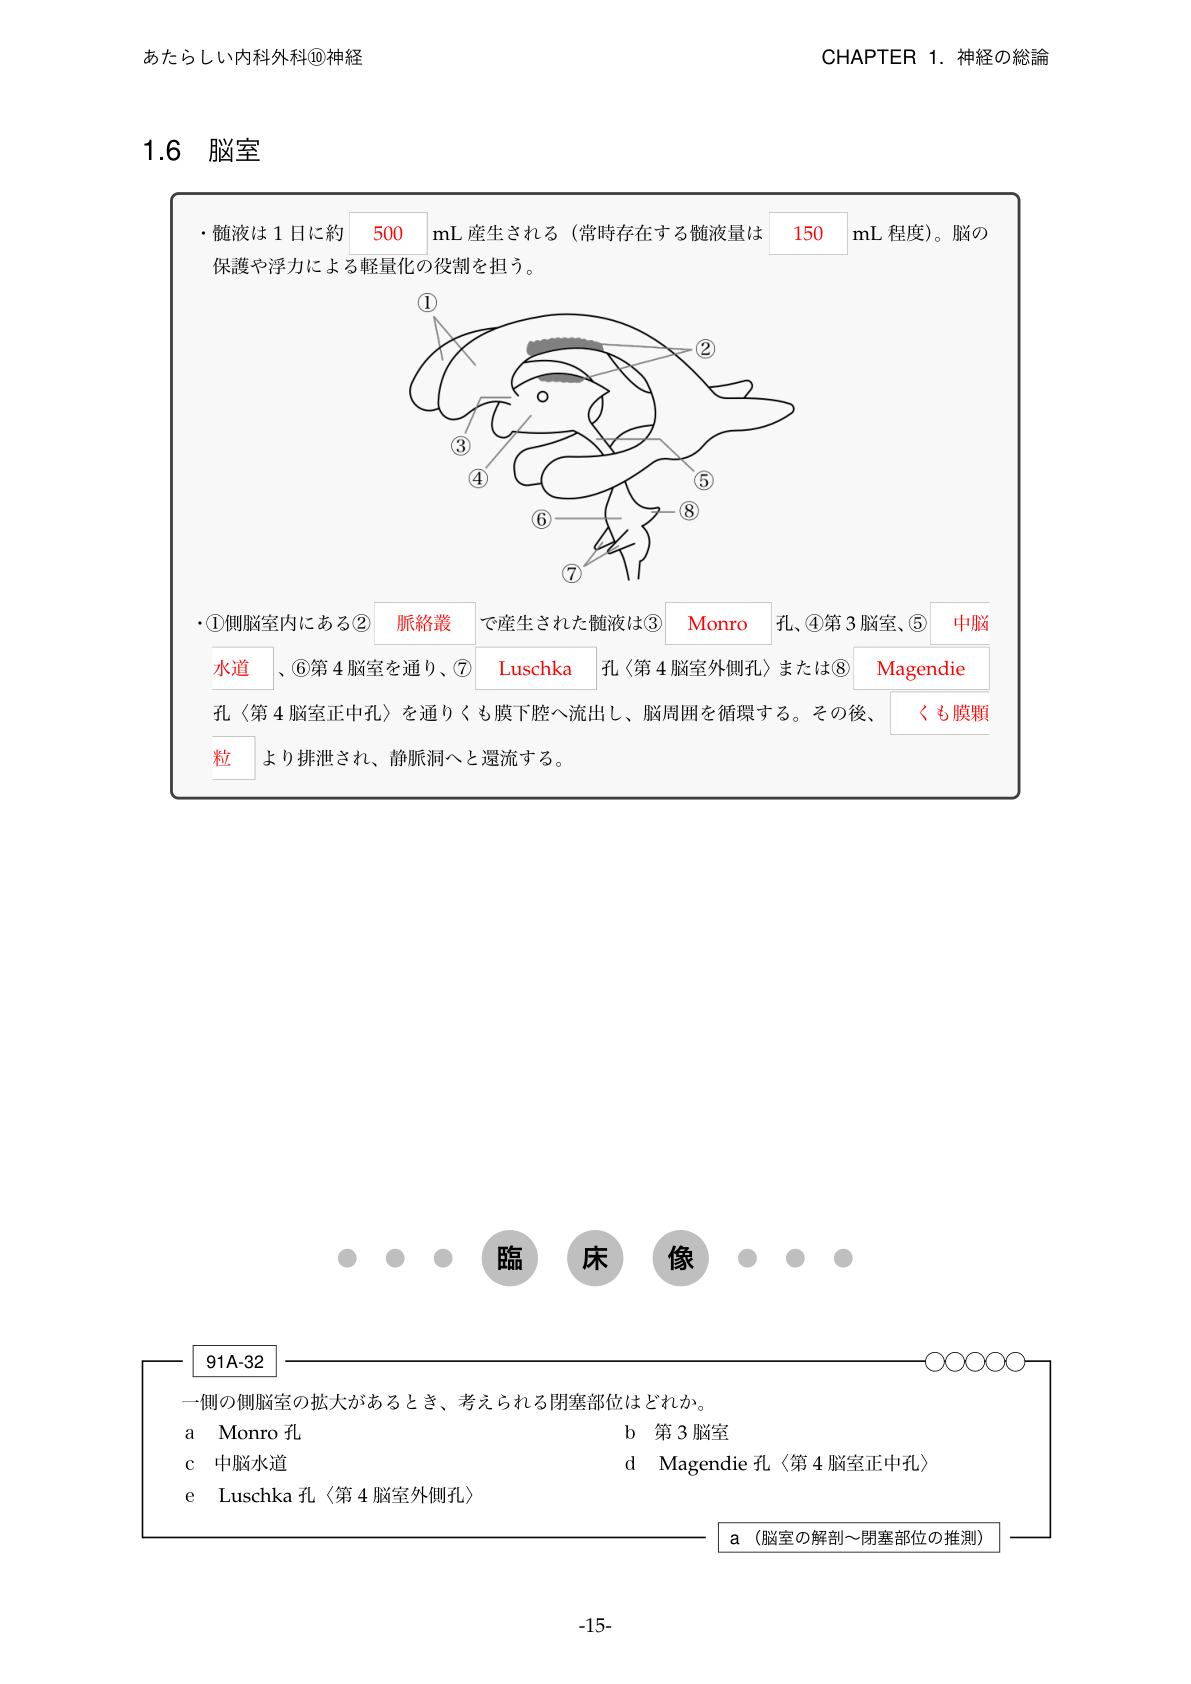 あたらしい内科外科⑩神経
CHAPTER 1. 神経の総論
1.6 脳室
・髄液は 1 日に約 500 mL 産生される（常時存在する髄液量は 150 mL 程度）。脳の
保護や浮力による軽量化の役割を担う。
①
②
③
④
⑤
⑥
⑧
⑦
・①側脳室内にある② 脈絡叢 で産生された髄液は③ Monro 孔、④第 3 脳室、⑤ 中脳
水道 、⑥第 4 脳室を通り、⑦ Luschka 孔〈第 4 脳室外側孔〉または⑧ Magendie
孔〈第 4 脳室正中孔〉を通りくも膜下腔へ流出し、脳周囲を循環する。その後、 くも膜顆
粒 より排泄され、静脈洞へと還流する。
臨床像
91A-32
一側の側脳室の拡大があるとき、考えられる閉塞部位はどれか。
a Monro 孔 b 第 3 脳室
c 中脳水道 d Magendie 孔〈第 4 脳室正中孔〉
e Luschka 孔〈第 4 脳室外側孔〉
a （脳室の解剖〜閉塞部位の推測）
-15-